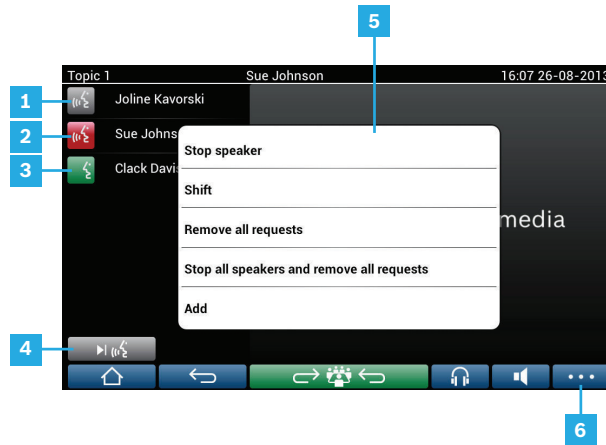 5
Topic 1 Sue Johnson 16:07 26-08-2013
1 Joline Kavorski
2 Sue Johns
3 Clack Davi
Stop speaker
Shift
Remove all requests
media
Stop all speakers and remove all requests
Add
4
6